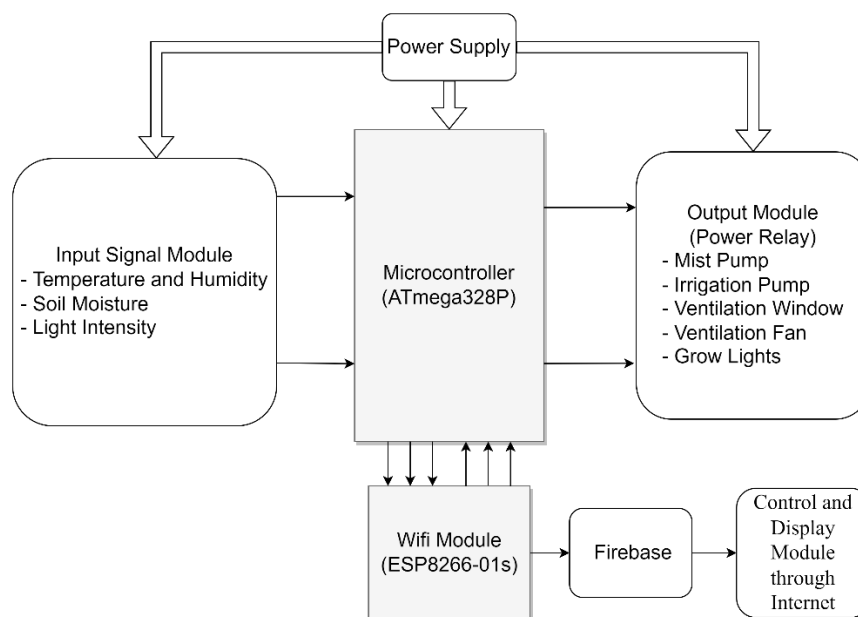 Power Supply
Input Signal Module
- Temperature and Humidity
- Soil Moisture
- Light Intensity
Microcontroller
(ATmega328P)
Output Module
(Power Relay)
- Mist Pump
- Irrigation Pump
- Ventilation Window
- Ventilation Fan
- Grow Lights
Wifi Module
(ESP8266-01s)
Firebase
Control and
Display
Module
through
Internet